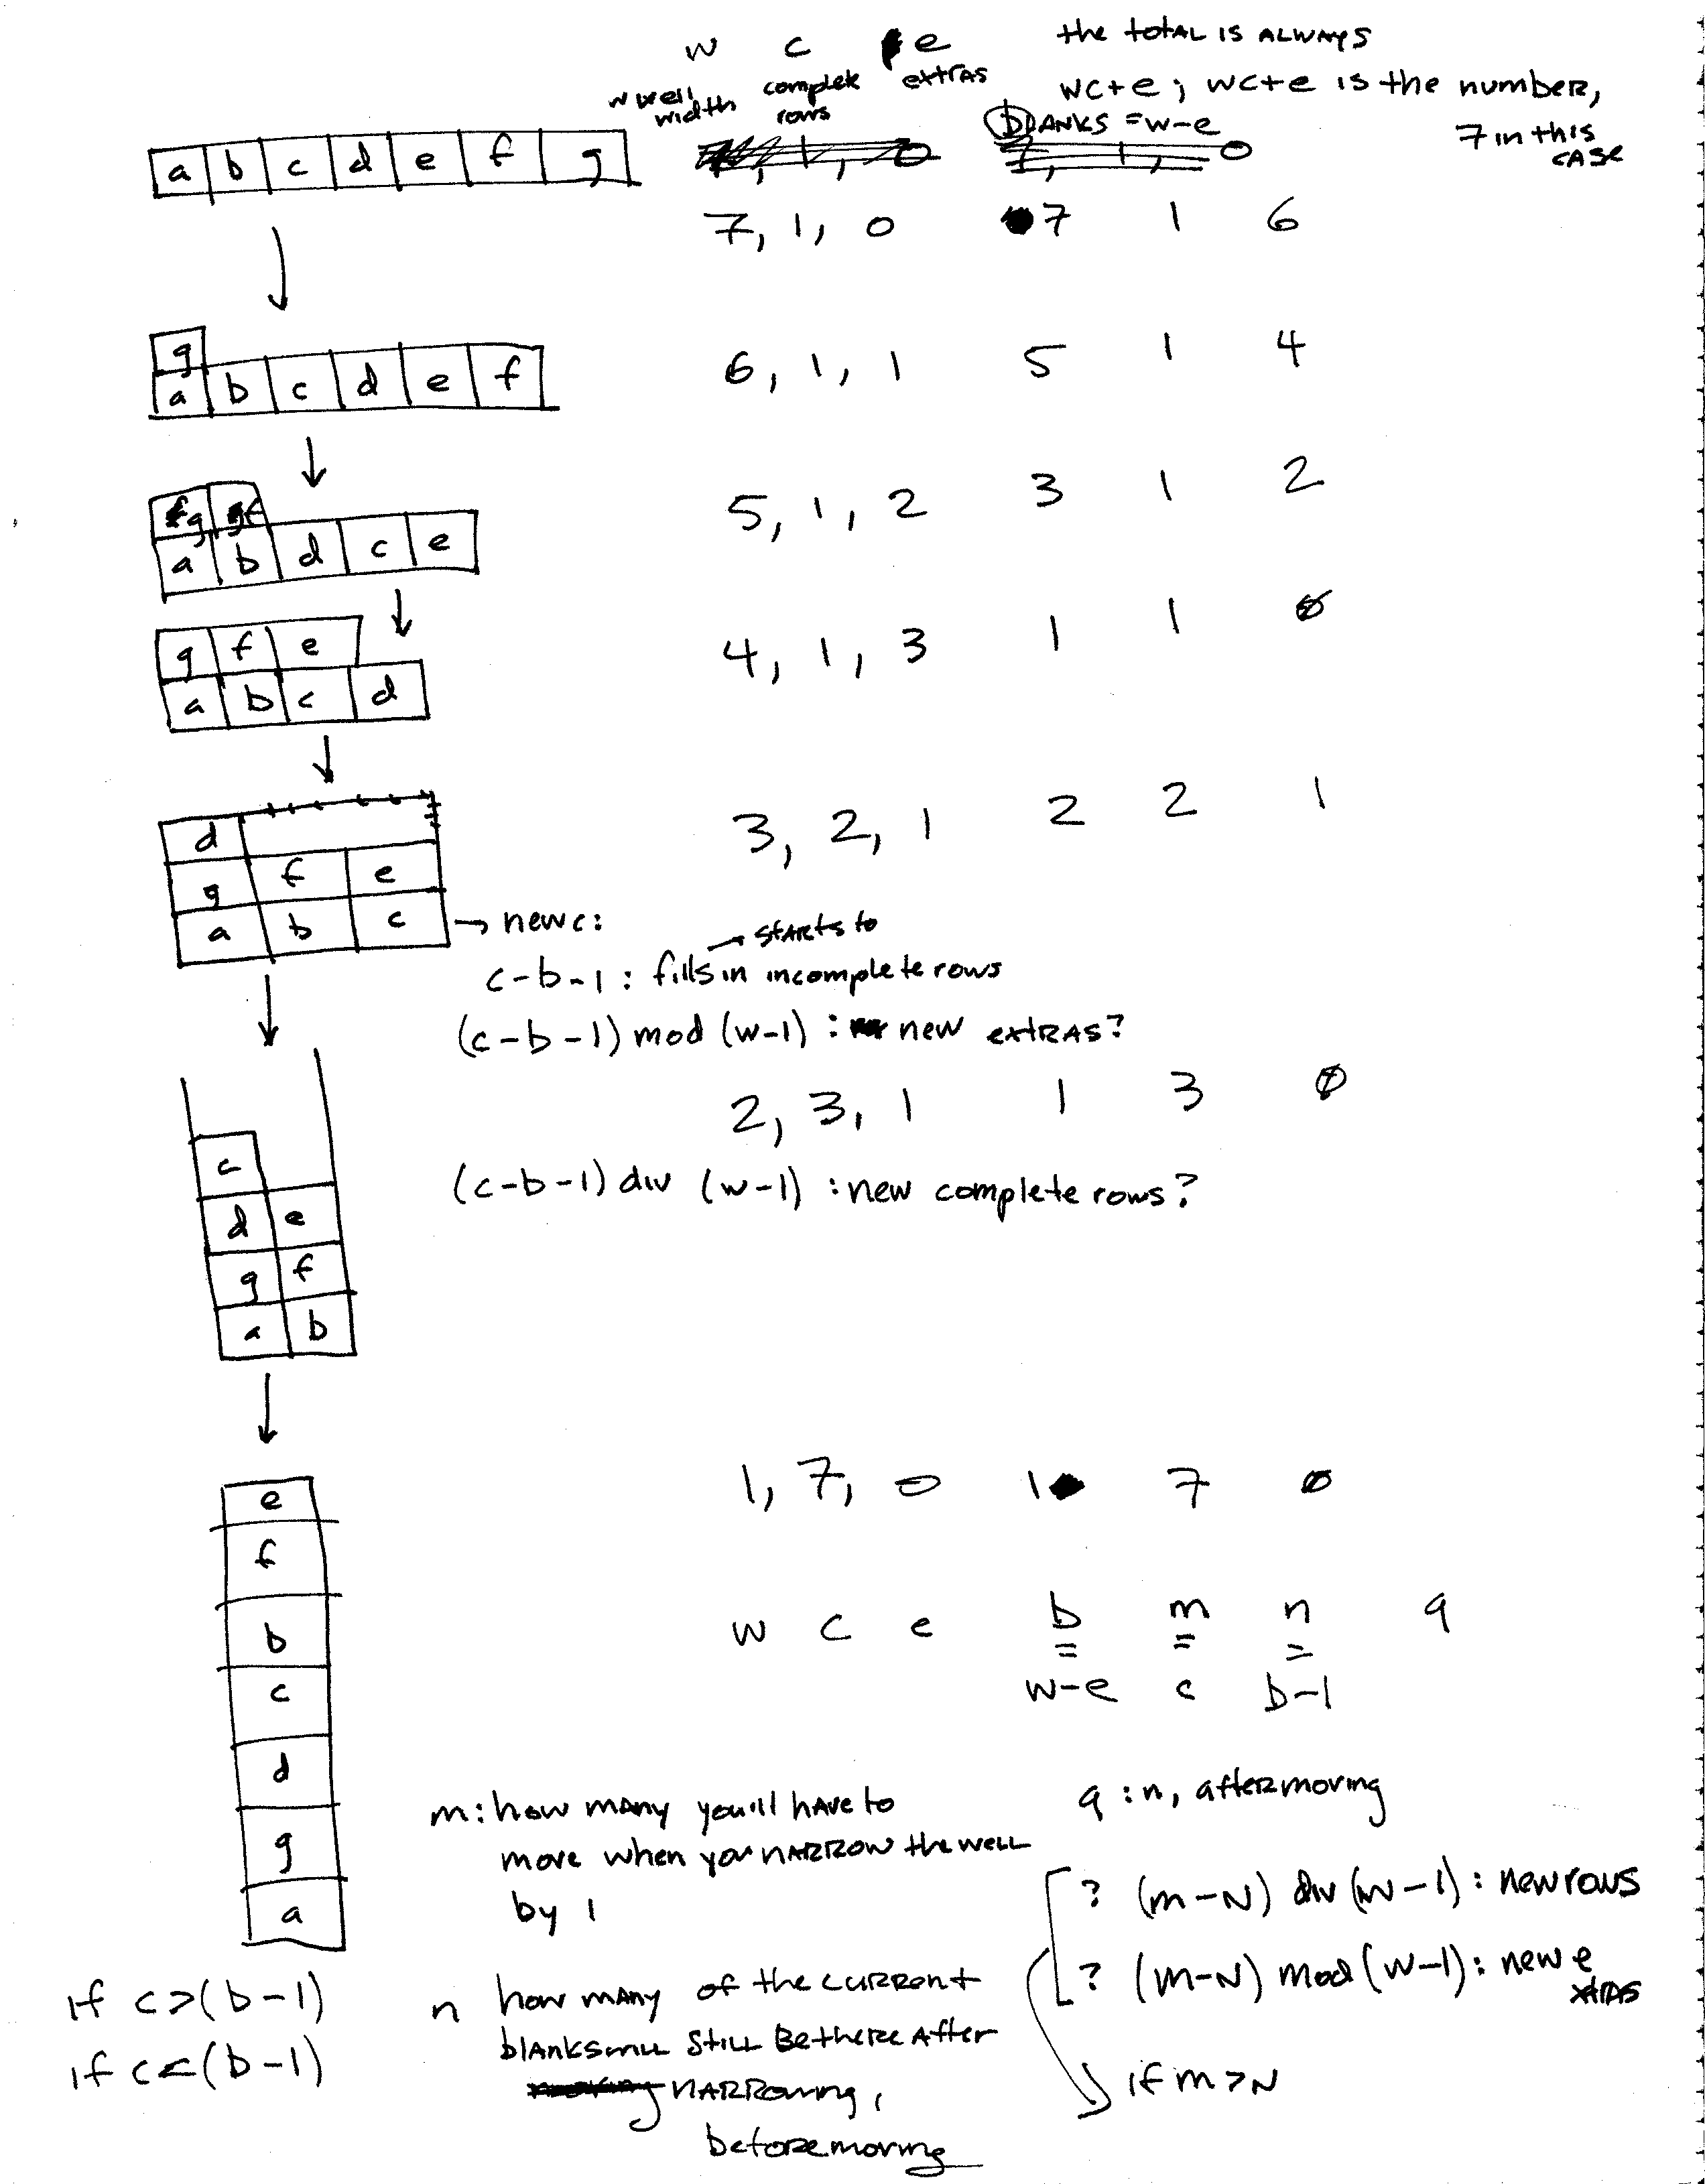 w c e
well width complete rows extras
the total is always
wc+e; wc+e is the number,
7 in this case
blanks = w-e
a b c d e f g
7, 1, 0 7 1 6
g
a b c d e f
6, 1, 1 5 1 4
g f
a b d c e
5, 1, 2 3 1 2
g f e
a b c d
4, 1, 3 1 1 0
d
g f e
a b c
3, 2, 1 2 2 1
→ new c:
starts to
c-b-1: fills in incomplete rows
(c-b-1) mod (w-1): new extras?
2, 3, 1 1 3 0
c
d e
g f
a b
(c-b-1) div (w-1): new complete rows?
1, 7, 0 1 7 0
e
f
b
c
d
g
a
w c e b m n q
= = =
w-e c b-1
m: how many you'll have to
move when you narrow the well
by 1
q: n, after moving
? (m-N) div (w-1): new rows
? (m-N) mod (w-1): new extras
if m > N
n how many of the current
blanks will still be there after
narrowing,
before moving
if c > (b-1)
if c < (b-1)